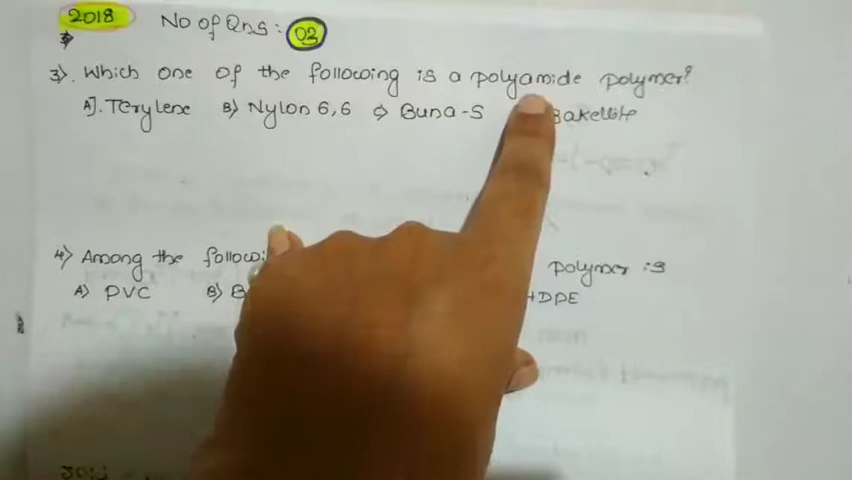 2018 No of Qns: 02
3). Which one of the following is a polyamide polymer?
A]. Terylene B) Nylon 6,6 C) Buna-S Bakelite
4) Among the followi polymer is
A) PVC B) B HDPE